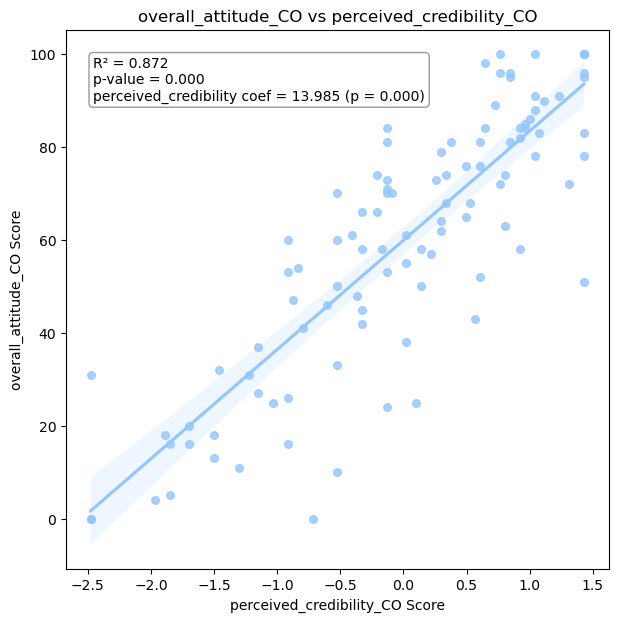 overall_attitude_CO vs perceived_credibility_CO
R² = 0.872
p-value = 0.000
perceived_credibility coef = 13.985 (p = 0.000)
100
80
60
40
20
0
overall_attitude_CO Score
−2.5 −2.0 −1.5 −1.0 −0.5 0.0 0.5 1.0 1.5
perceived_credibility_CO Score